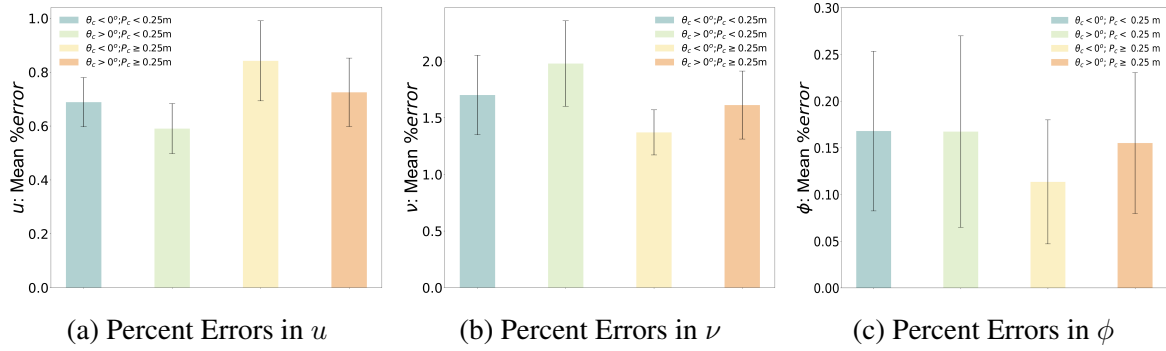 u: Mean %error
1.0
0.8
0.6
0.4
0.2
0.0
θc < 0°;Pc < 0.25m
θc > 0°;Pc < 0.25m
θc < 0°;Pc ≥ 0.25m
θc > 0°;Pc ≥ 0.25m
(a) Percent Errors in u
ν: Mean %error
2.0
1.5
1.0
0.5
0.0
θc < 0°;Pc < 0.25m
θc > 0°;Pc < 0.25m
θc < 0°;Pc ≥ 0.25m
θc > 0°;Pc ≥ 0.25m
(b) Percent Errors in ν
ϕ: Mean %error
0.30
0.25
0.20
0.15
0.10
0.05
0.00
θc < 0°; Pc < 0.25 m
θc > 0°; Pc < 0.25 m
θc < 0°; Pc ≥ 0.25 m
θc > 0°; Pc ≥ 0.25 m
(c) Percent Errors in ϕ